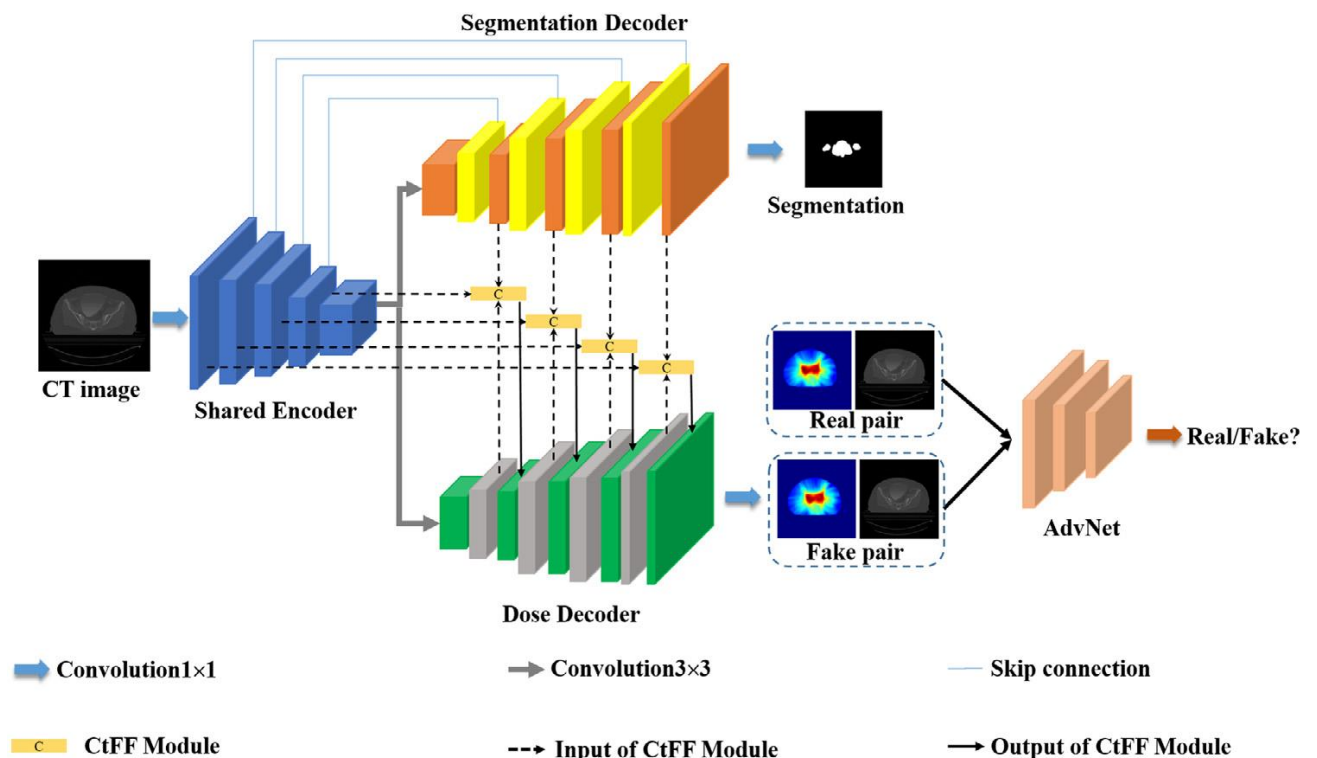 Segmentation Decoder
Segmentation
C
C
C
C
CT image
Shared Encoder
Real pair
Real/Fake?
Fake pair
AdvNet
Dose Decoder
Convolution1×1
Convolution3×3
Skip connection
C
CtFF Module
Input of CtFF Module
Output of CtFF Module